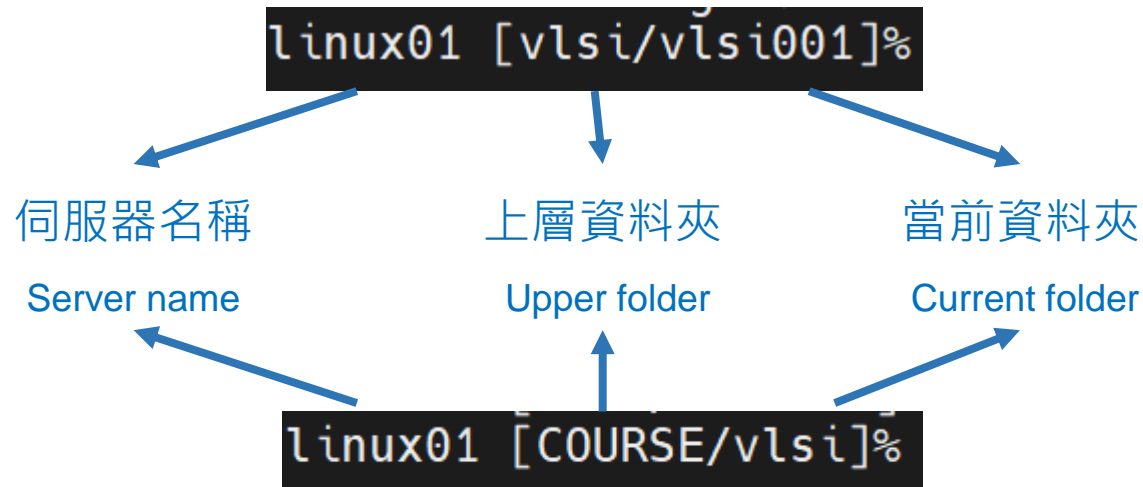 linux01 [vlsi/vlsi001]%
伺服器名稱 上層資料夾 當前資料夾
Server name Upper folder Current folder
linux01 [COURSE/vlsi]%